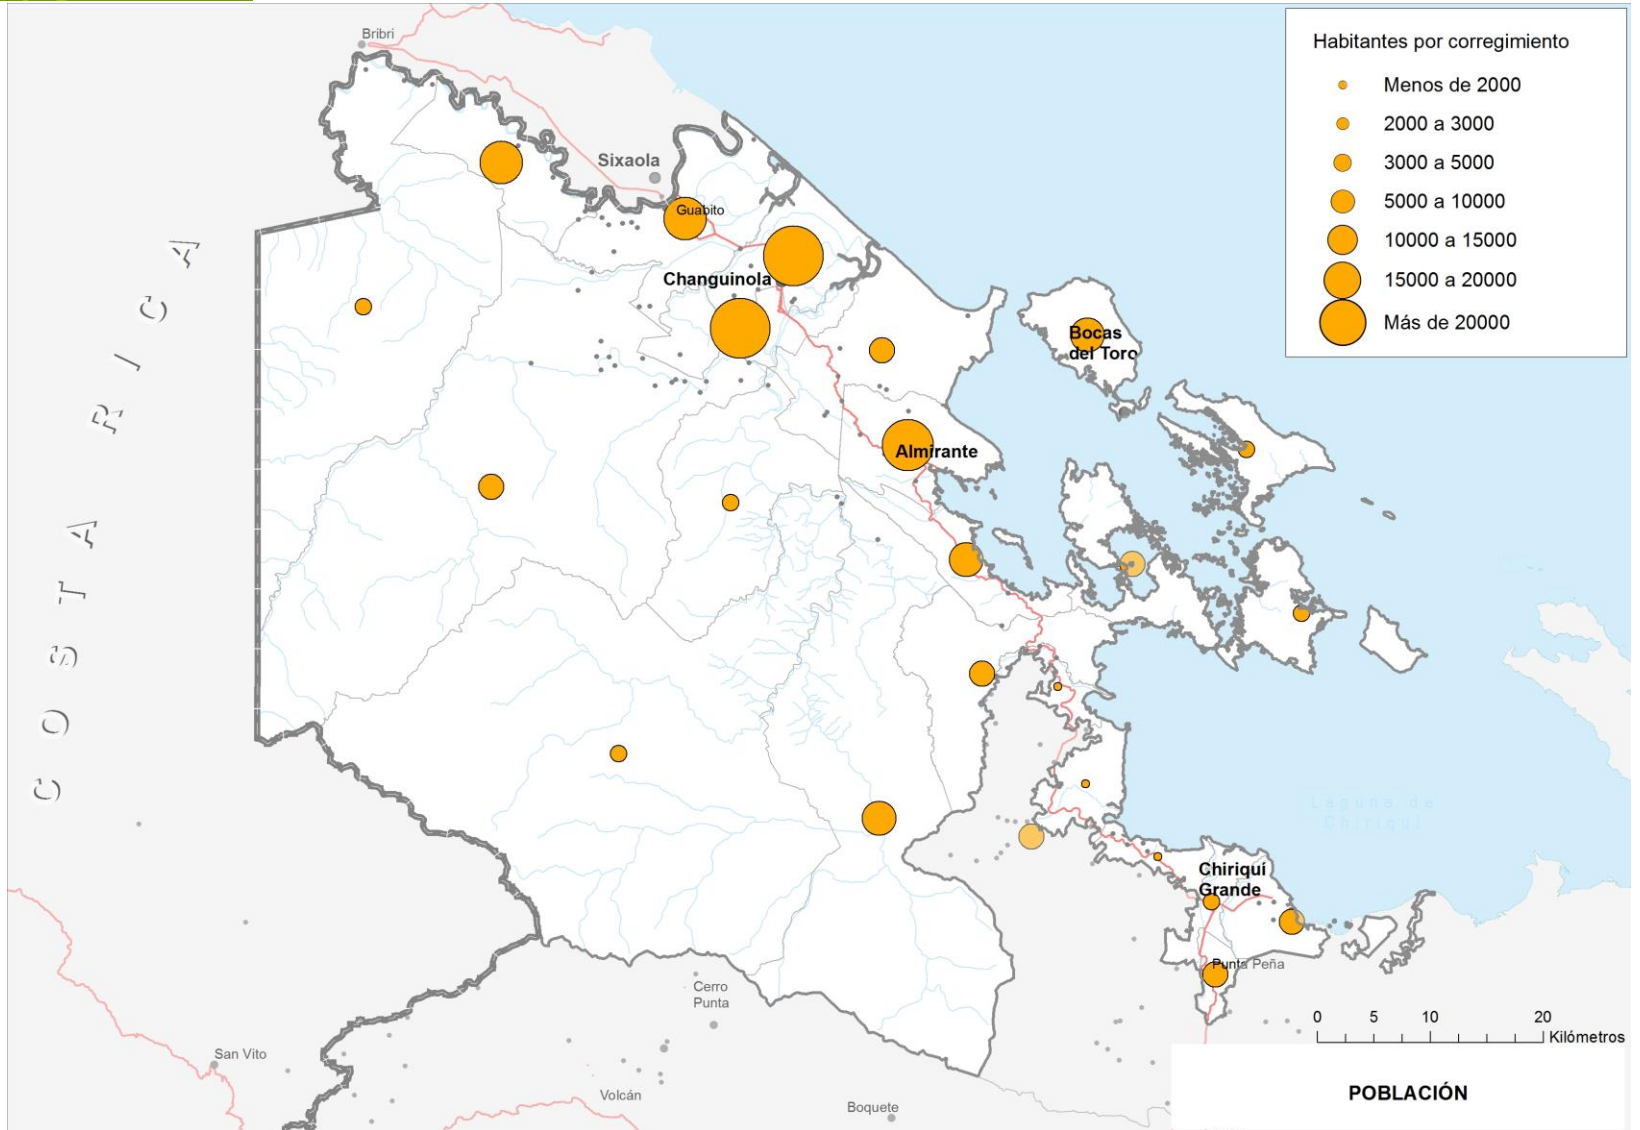 Habitantes por corregimiento
Menos de 2000
2000 a 3000
3000 a 5000
5000 a 10000
10000 a 15000
15000 a 20000
Más de 20000
Bribri
Sixaola
Guabito
Changuinola
Bocas
del Toro
Almirante
COSTA RICA
Laguna de
Chiriquí
Chiriquí
Grande
Punta Peña
Cerro
Punta
San Vito
Volcán
Boquete
0 5 10 20
Kilómetros
POBLACIÓN